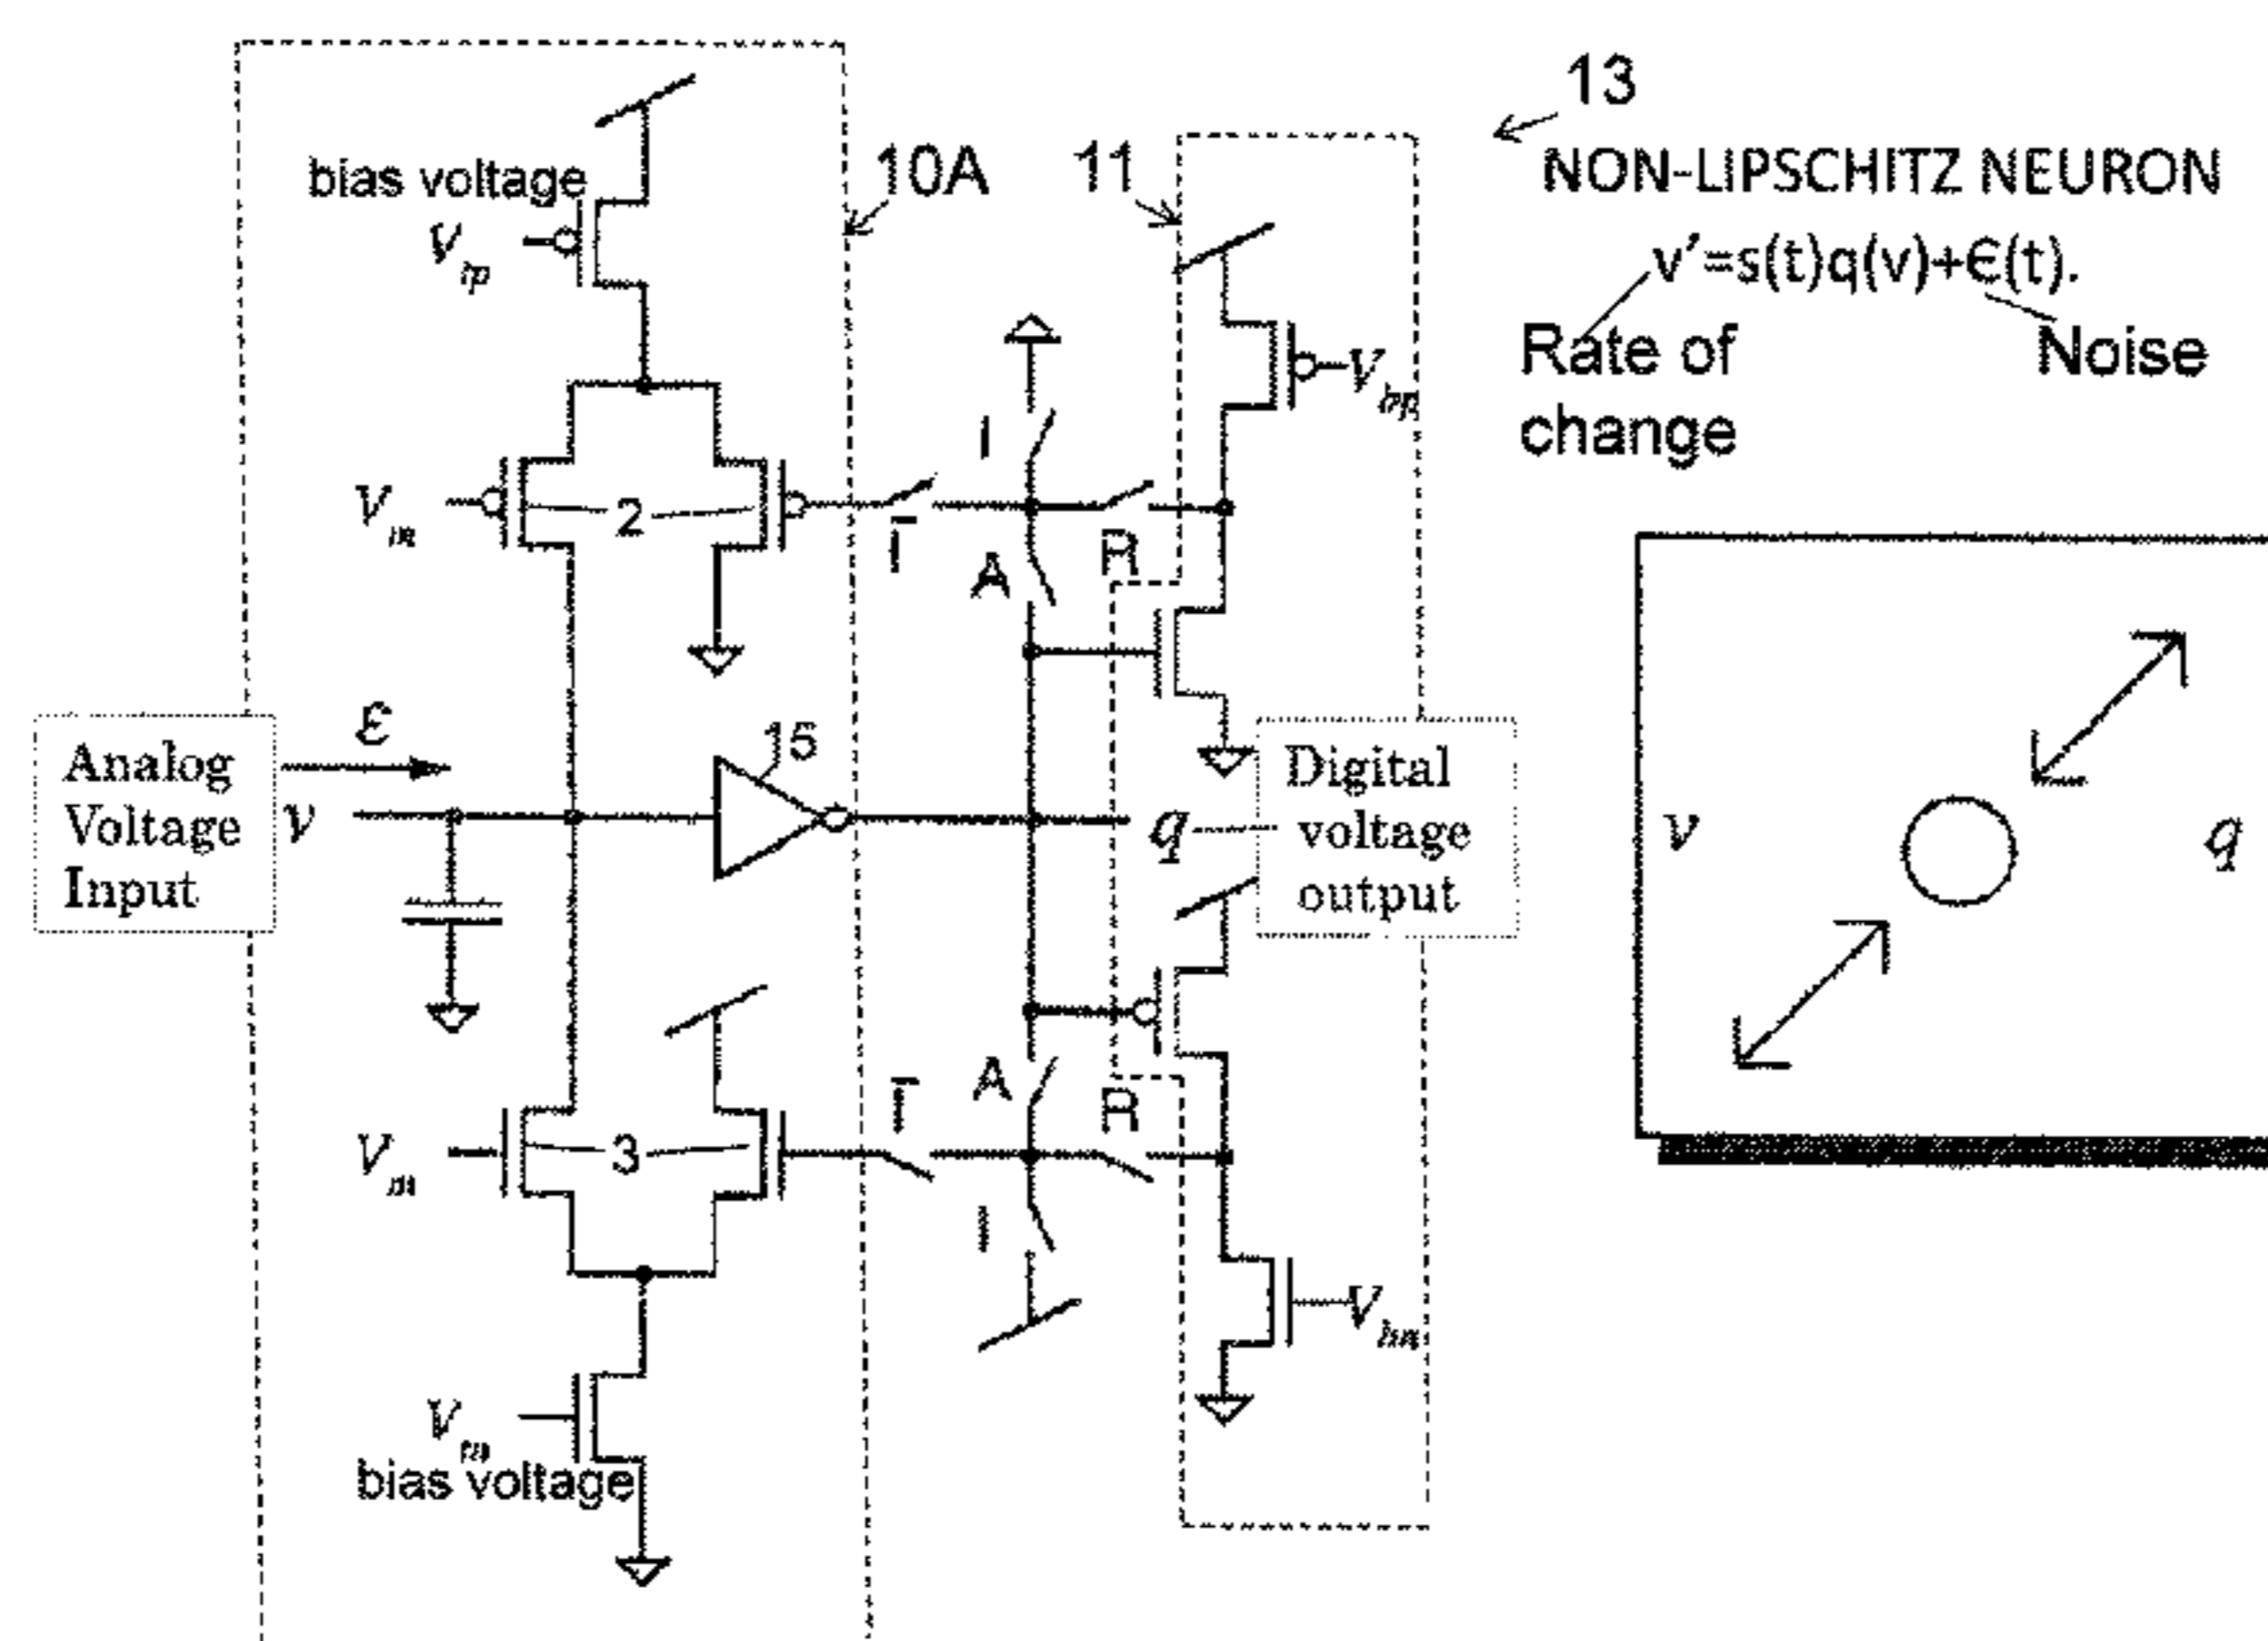 13
10A
11
NON-LIPSCHITZ NEURON
bias voltage
V
v'=s(t)q(v)+ϵ(t).
Rate of
change
Noise
V
I
V m
2
I
R
A
ε
15
Analog
Voltage
Input
v
q
Digital
voltage
output
v
q
A
I
R
V m
3
I
V
V
bias voltage